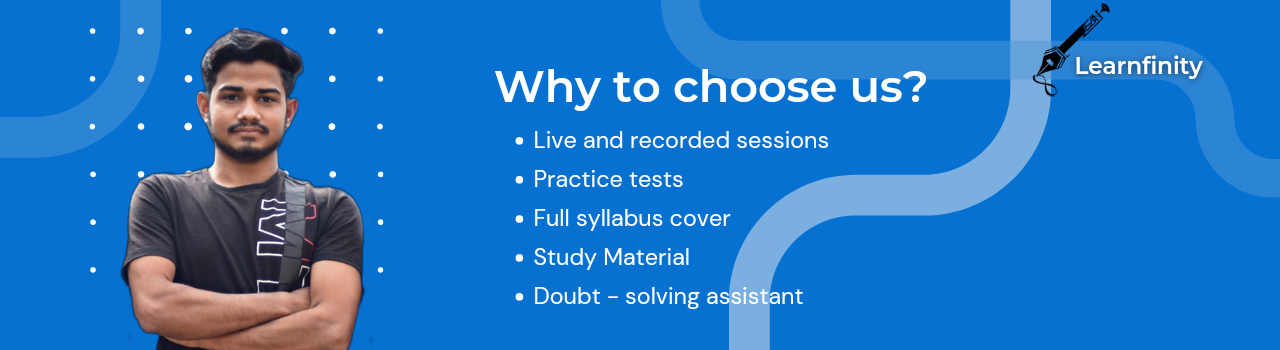 Learnfinity
Why to choose us?
Live and recorded sessions
Practice tests
Full syllabus cover
Study Material
Doubt - solving assistant